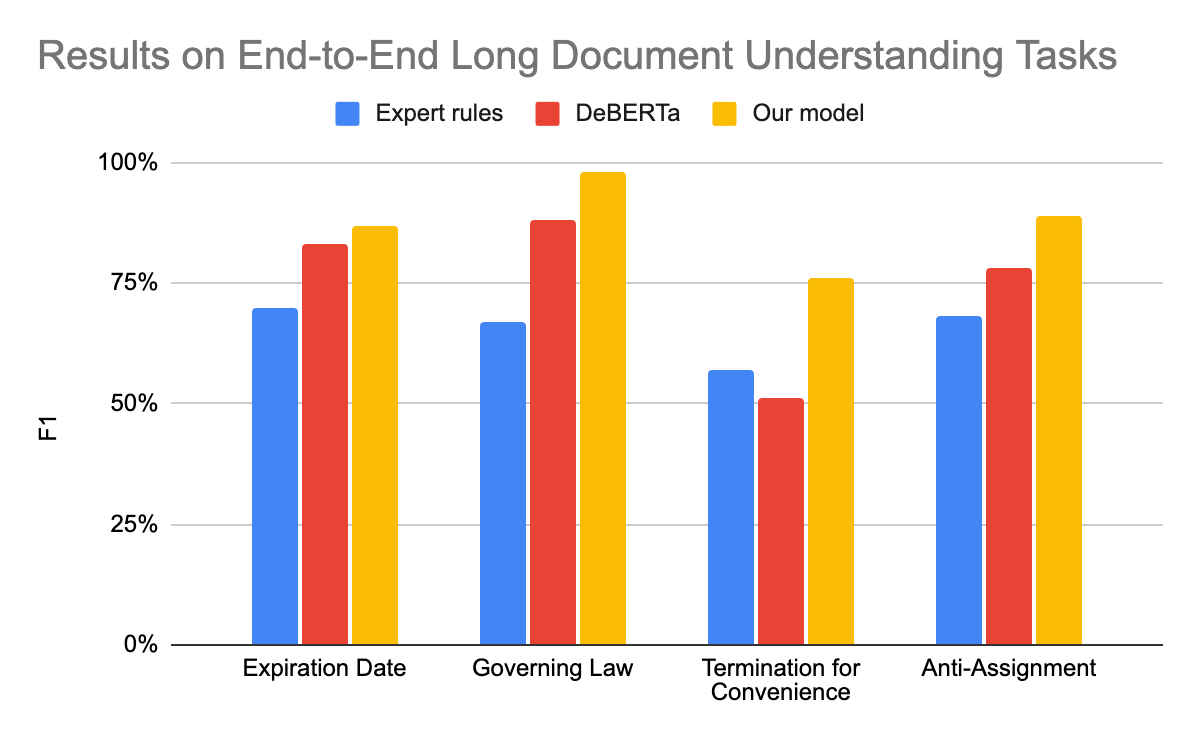 Results on End-to-End Long Document Understanding Tasks
Expert rules DeBERTa Our model
100%
75%
50%
25%
0%
F1
Expiration Date Governing Law Termination for Convenience Anti-Assignment